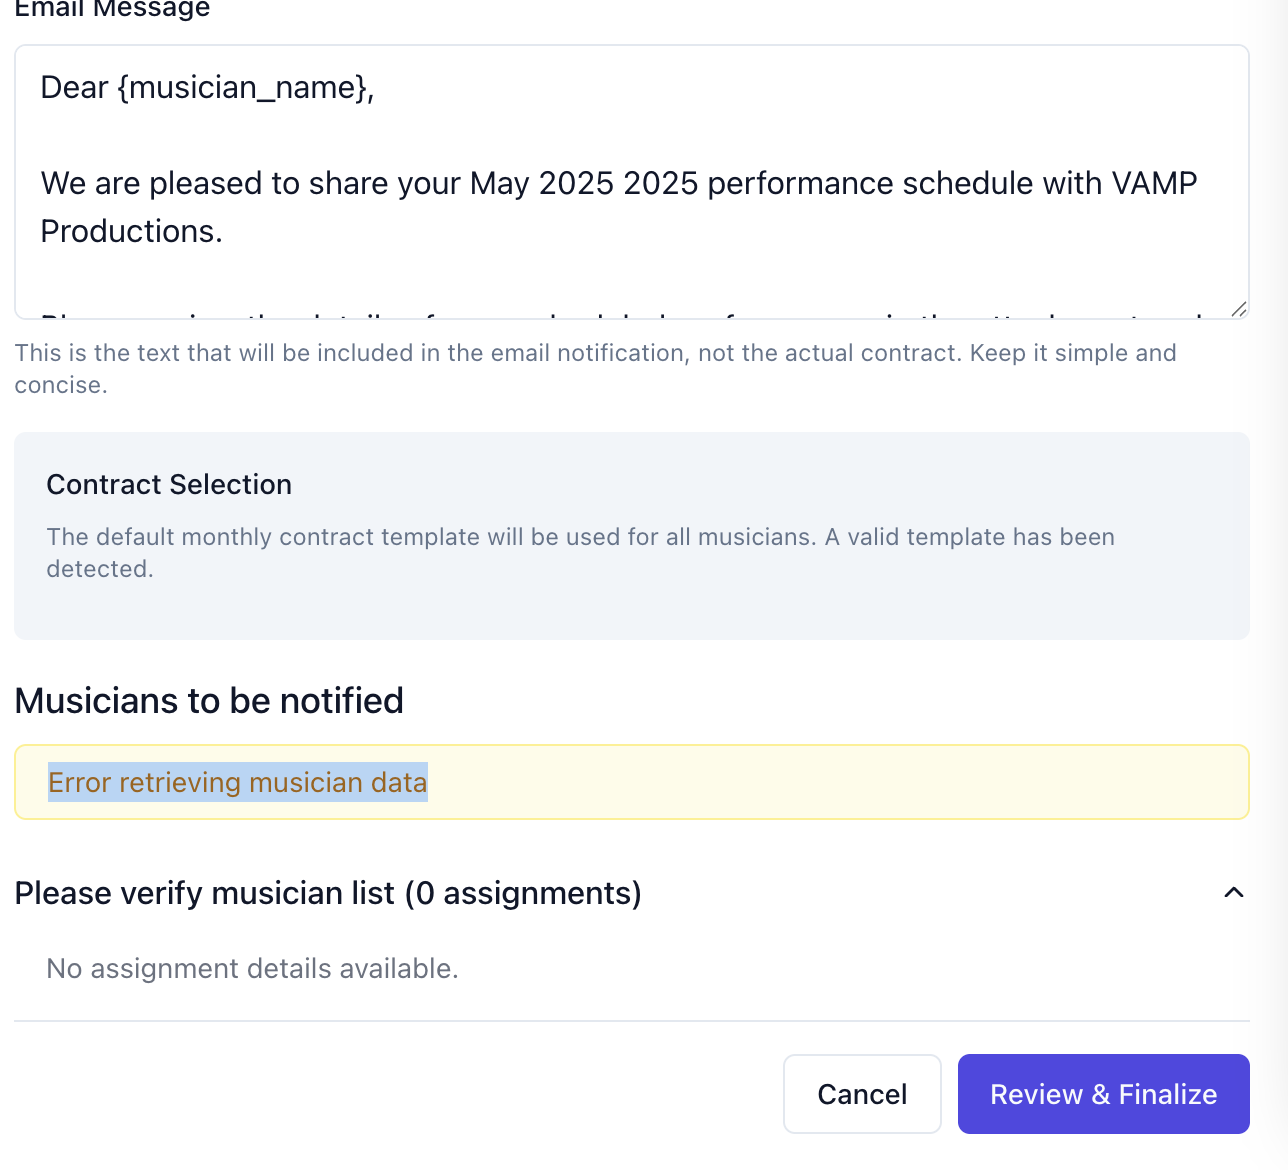 Email Message
Dear {musician_name},
We are pleased to share your May 2025 2025 performance schedule with VAMP
Productions.
This is the text that will be included in the email notification, not the actual contract. Keep it simple and
concise.
Contract Selection
The default monthly contract template will be used for all musicians. A valid template has been
detected.
Musicians to be notified
Error retrieving musician data
Please verify musician list (0 assignments)
No assignment details available.
Cancel
Review & Finalize